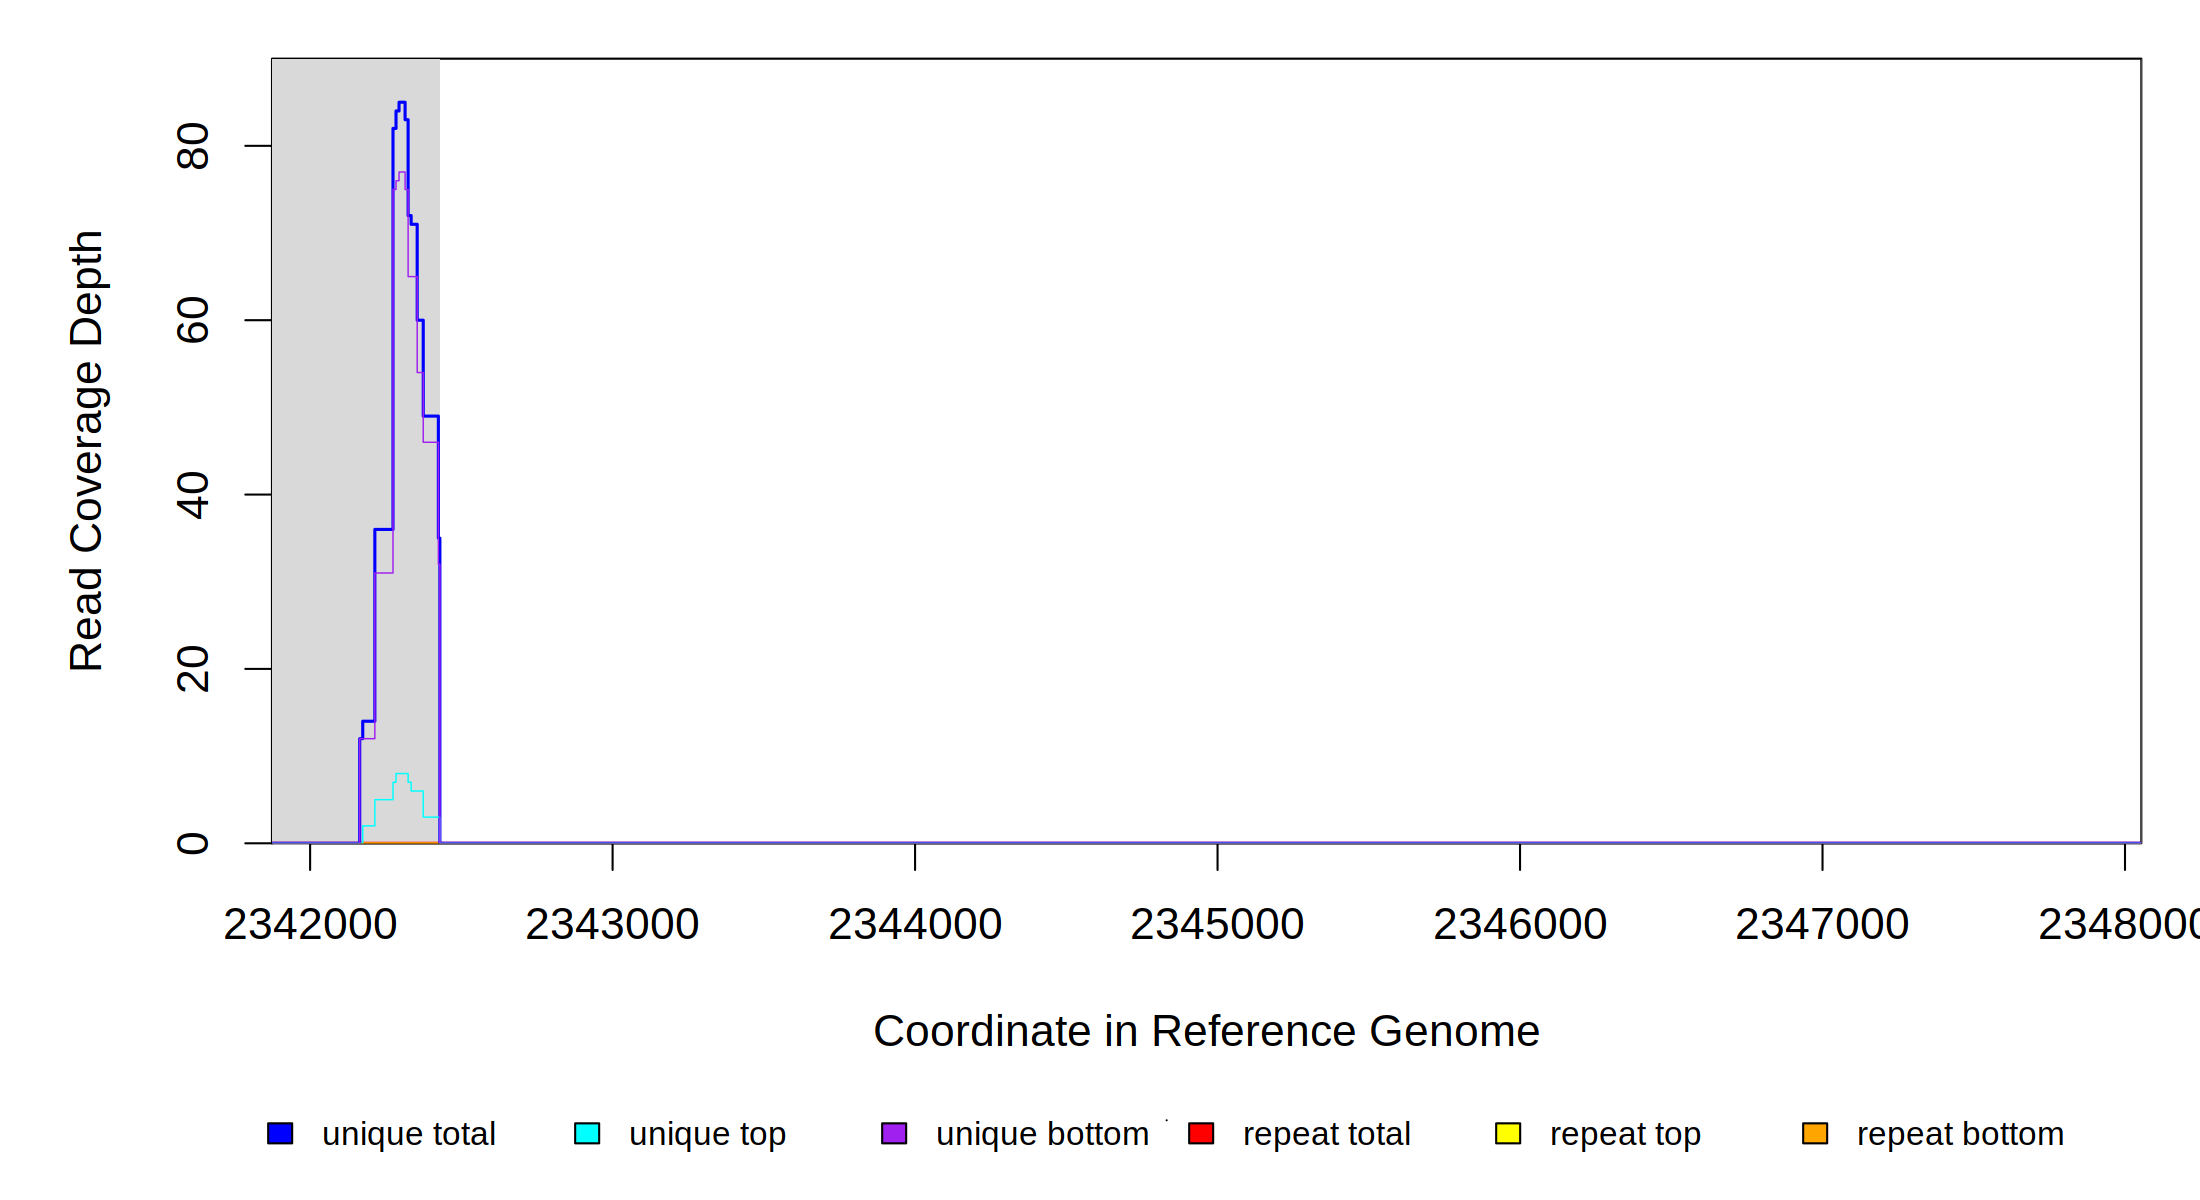 Read Coverage Depth
80
60
40
20
0
2342000 2343000 2344000 2345000 2346000 2347000 234800
Coordinate in Reference Genome
unique total unique top unique bottom repeat total repeat top repeat bottom